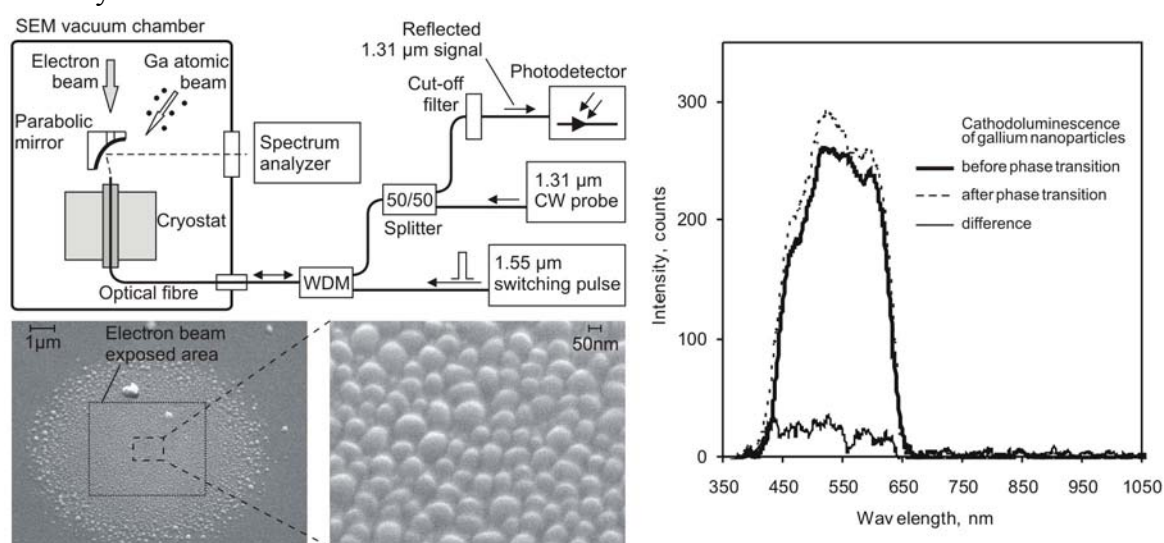 SEM vacuum chamber
Electron
beam
Ga atomic
beam
Parabolic
mirror
Spectrum
analyzer
Cryostat
Optical fibre
Reflected
1.31 µm signal
Cut-off
filter
Photodetector
50/50
Splitter
1.31 µm
CW probe
WDM
1.55 µm
switching pulse
1µm
Electron beam
exposed area
50nm
Intensity, counts
300
200
100
0
Cathodoluminescence
of gallium nanoparticles
before phase transition
after phase transition
difference
350 450 550 650 750 850 950 1050
Wav elength, nm